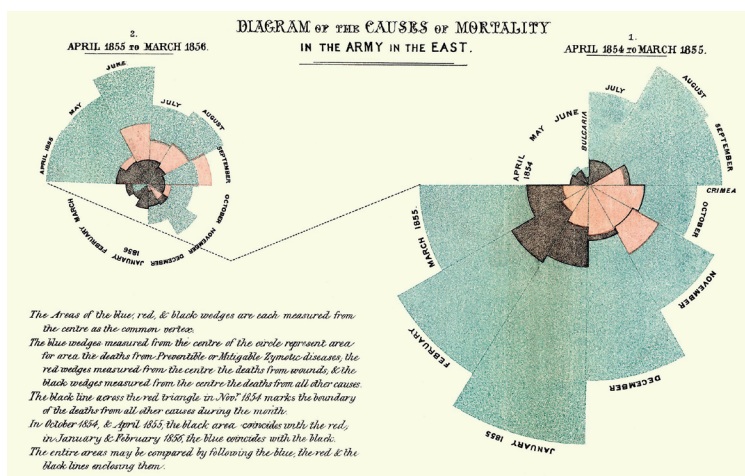 DIAGRAM OF THE CAUSES OF MORTALITY
IN THE ARMY IN THE EAST.
2.
APRIL 1855 TO MARCH 1856.
1.
APRIL 1854 TO MARCH 1855.
APRIL 1855
MAY
JUNE
JULY
AUGUST
SEPTEMBER
OCTOBER
NOVEMBER
DECEMBER
JANUARY 1856
FEBRUARY
MARCH
APRIL 1854
MAY
JUNE
BULGARIA
JULY
AUGUST
SEPTEMBER
CRIMEA
OCTOBER
NOVEMBER
DECEMBER
JANUARY 1855
FEBRUARY
MARCH 1855.
The Areas of the blue, red, & black wedges are each measured from
the centre as the common vertex.
The blue wedges measured from the centre of the circle represent area
for area the deaths from Preventible or Mitigable Zymotic diseases; the
red wedges measured from the centre the deaths from wounds; & the
black wedges measured from the centre the deaths from all other causes.
The black line across the red triangle in Novr. 1854 marks the boundary
of the deaths from all other causes during the month.
In October 1854, & April 1855, the black area coincides with the red;
in January & February 1856, the blue coincides with the black.
The entire areas may be compared by following the blue, the red & the
black lines enclosing them.